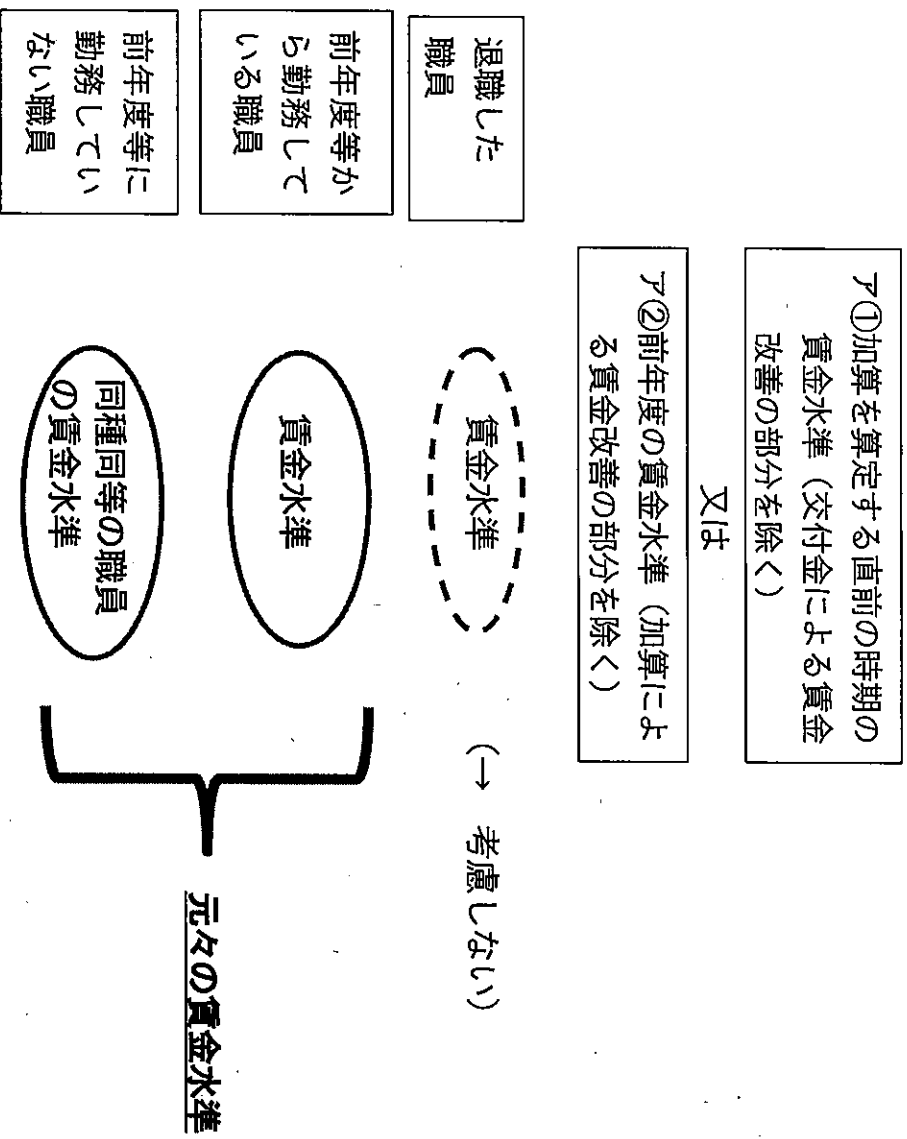 ア①加算を算定する直前の時期の
賃金水準（交付金による賃金
改善の部分を除く）
又は
ア②前年度の賃金水準（加算によ
る賃金改善の部分を除く）
退職した
職員
賃金水準
（→ 考慮しない）
前年度等か
ら勤務して
いる職員
賃金水準
前年度等に
勤務してい
ない職員
同種同等の職員
の賃金水準
元々の賃金水準